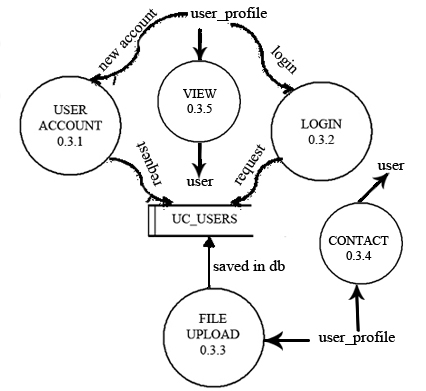 user_profile
new account
login
USER
ACCOUNT
0.3.1
VIEW
0.3.5
LOGIN
0.3.2
request
request
user
user
UC_USERS
CONTACT
0.3.4
saved in db
FILE
UPLOAD
0.3.3
user_profile